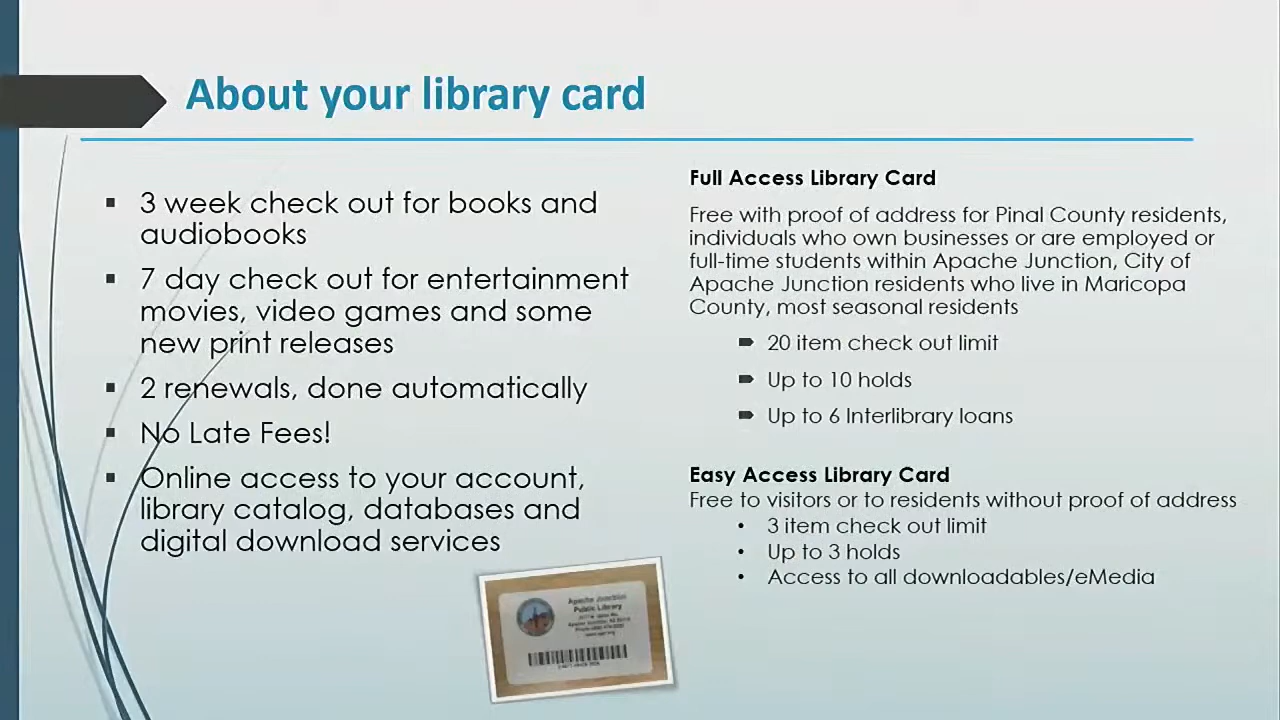 About your library card
3 week check out for books and
audiobooks
7 day check out for entertainment
movies, video games and some
new print releases
2 renewals, done automatically
No Late Fees!
Online access to your account,
library catalog, databases and
digital download services
Full Access Library Card
Free with proof of address for Pinal County residents,
individuals who own businesses or are employed or
full-time students within Apache Junction, City of
Apache Junction residents who live in Maricopa
County, most seasonal residents
20 item check out limit
Up to 10 holds
Up to 6 Interlibrary loans
Easy Access Library Card
Free to visitors or to residents without proof of address
3 item check out limit
Up to 3 holds
Access to all downloadables/eMedia
Apache Junction
Public Library